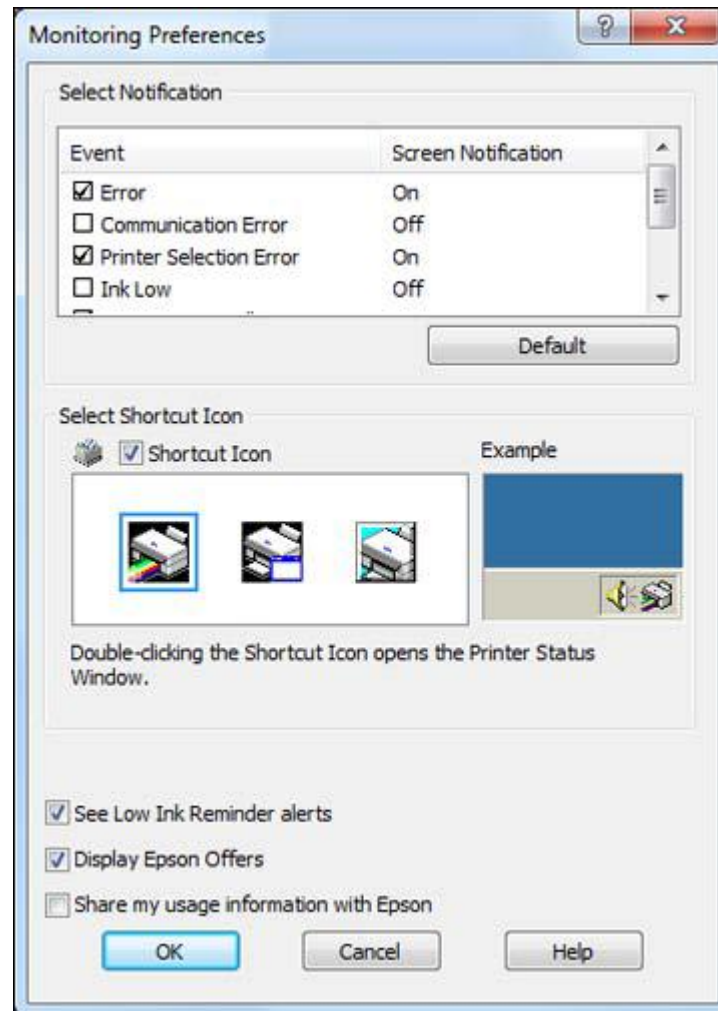 Monitoring Preferences
Select Notification
Event Screen Notification
Error On
Communication Error Off
Printer Selection Error On
Ink Low Off
Default
Select Shortcut Icon
Shortcut Icon Example
Double-clicking the Shortcut Icon opens the Printer Status
Window.
See Low Ink Reminder alerts
Display Epson Offers
Share my usage information with Epson
OK Cancel Help